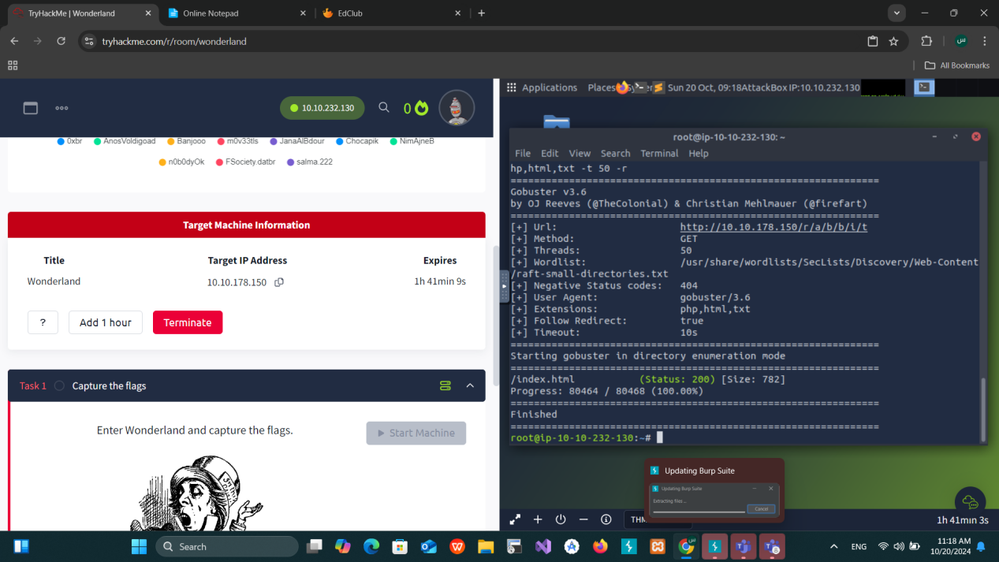 TryHackMe | Wonderland
Online Notepad
EdClub
tryhackme.com/r/room/wonderland
س
All Bookmarks
10.10.232.130
0
0xbr AnosVoldigoad Banjooo m0v33tls JanaAlBdour Chocapik NimAjneB
n0b0dyOk FSociety.datbr salma.222
Target Machine Information
Title Target IP Address Expires
Wonderland 10.10.178.150 1h 41min 9s
? Add 1 hour Terminate
Task 1 Capture the flags
Enter Wonderland and capture the flags.
Start Machine
Applications Places Sun 20 Oct, 09:18 AttackBox IP:10.10.232.130
root@ip-10-10-232-130: ~
File Edit View Search Terminal Help
hp,html,txt -t 50 -r
===============================================================
Gobuster v3.6
by OJ Reeves (@TheColonial) & Christian Mehlmauer (@firefart)
===============================================================
[+] Url: http://10.10.178.150/r/a/b/b/i/t
[+] Method: GET
[+] Threads: 50
[+] Wordlist: /usr/share/wordlists/SecLists/Discovery/Web-Content
/raft-small-directories.txt
[+] Negative Status codes: 404
[+] User Agent: gobuster/3.6
[+] Extensions: php,html,txt
[+] Follow Redirect: true
[+] Timeout: 10s
===============================================================
Starting gobuster in directory enumeration mode
===============================================================
/index.html (Status: 200) [Size: 782]
Progress: 80464 / 80468 (100.00%)
===============================================================
Finished
===============================================================
root@ip-10-10-232-130:~#
Updating Burp Suite
Updating Burp Suite
Extracting files...
Cancel
THM
1h 41min 3s
Search
ENG
11:18 AM
10/20/2024